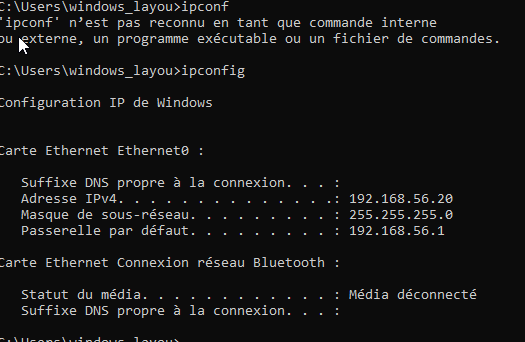 C:\Users\windows_layou>ipconf
'ipconf' n’est pas reconnu en tant que commande interne
ou externe, un programme exécutable ou un fichier de commandes.
C:\Users\windows_layou>ipconfig
Configuration IP de Windows
Carte Ethernet Ethernet0 :
Suffixe DNS propre à la connexion. . . :
Adresse IPv4. . . . . . . . . . . . . .: 192.168.56.20
Masque de sous-réseau. . . . . . . . . : 255.255.255.0
Passerelle par défaut. . . . . . . . . : 192.168.56.1
Carte Ethernet Connexion réseau Bluetooth :
Statut du média. . . . . . . . . . . . : Média déconnecté
Suffixe DNS propre à la connexion. . . :
C:\Users\windows_layou>